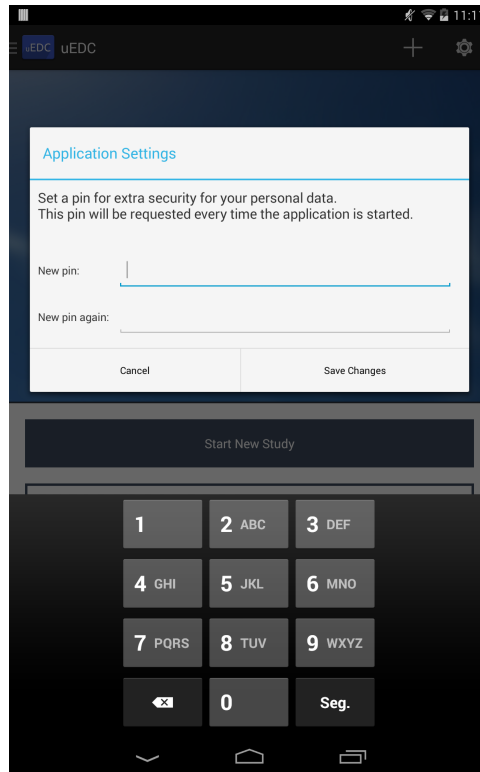 11:1
uEDC uEDC
Application Settings
Set a pin for extra security for your personal data.
This pin will be requested every time the application is started.
New pin:
New pin again:
Cancel Save Changes
Start New Study
1 2 ABC 3 DEF
4 GHI 5 JKL 6 MNO
7 PQRS 8 TUV 9 WXYZ
0 Seg.